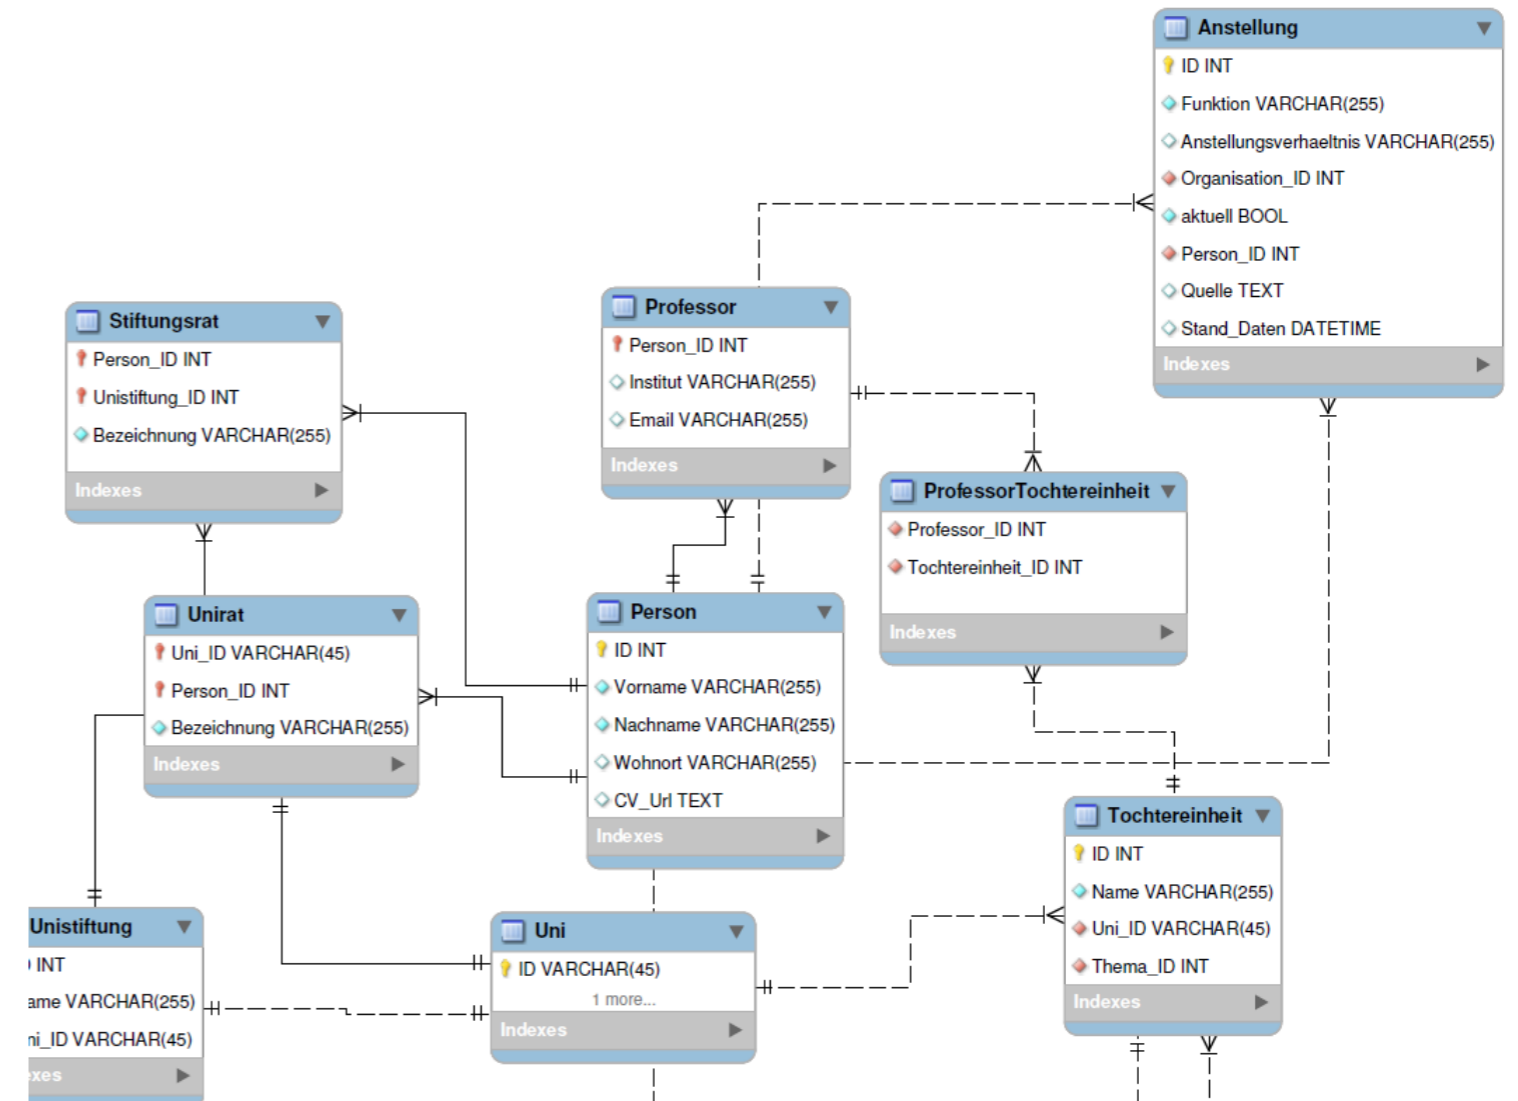 Anstellung
ID INT
Funktion VARCHAR(255)
Anstellungsverhaeltnis VARCHAR(255)
Organisation_ID INT
aktuell BOOL
Person_ID INT
Quelle TEXT
Stand_Daten DATETIME
Indexes
Stiftungsrat
Person_ID INT
Unistiftung_ID INT
Bezeichnung VARCHAR(255)
Indexes
Professor
Person_ID INT
Institut VARCHAR(255)
Email VARCHAR(255)
Indexes
ProfessorTochtereinheit
Professor_ID INT
Tochtereinheit_ID INT
Indexes
Unirat
Uni_ID VARCHAR(45)
Person_ID INT
Bezeichnung VARCHAR(255)
Indexes
Person
ID INT
Vorname VARCHAR(255)
Nachname VARCHAR(255)
Wohnort VARCHAR(255)
CV_Url TEXT
Indexes
Tochtereinheit
ID INT
Name VARCHAR(255)
Uni_ID VARCHAR(45)
Thema_ID INT
Indexes
Unistiftung
INT
ame VARCHAR(255)
ni_ID VARCHAR(45)
exes
Uni
ID VARCHAR(45)
1 more...
Indexes